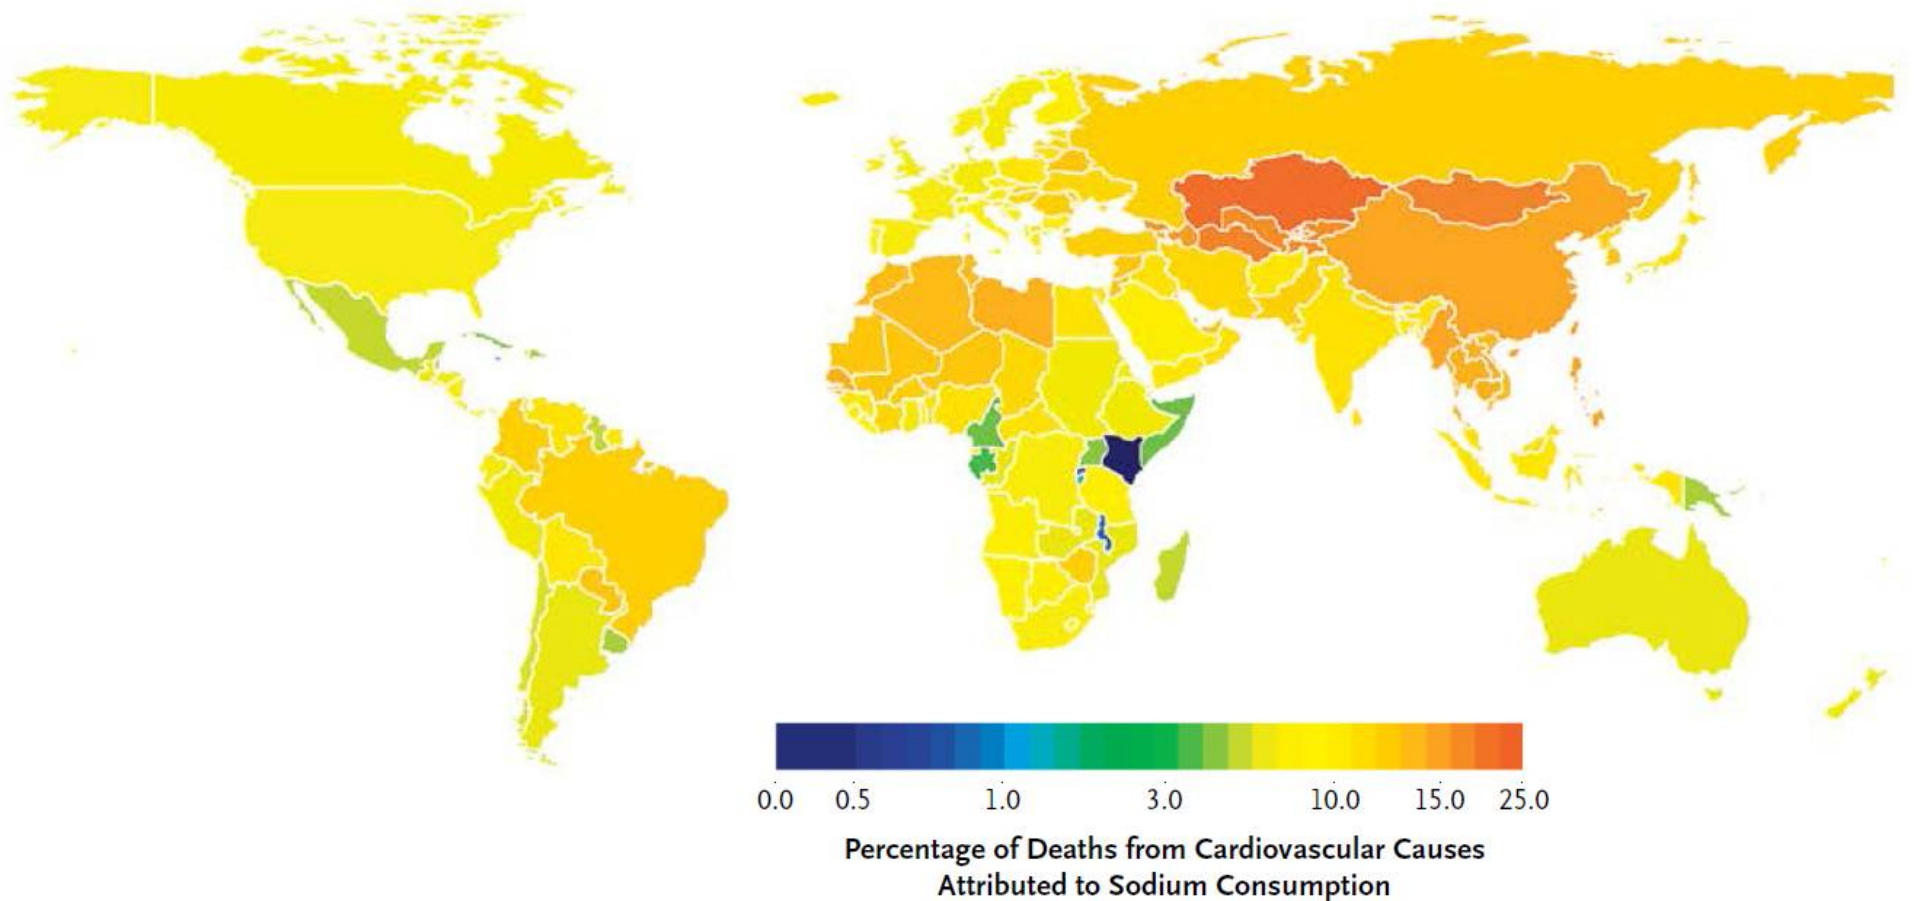 0.0 0.5 1.0 3.0 10.0 15.0 25.0
Percentage of Deaths from Cardiovascular Causes
Attributed to Sodium Consumption